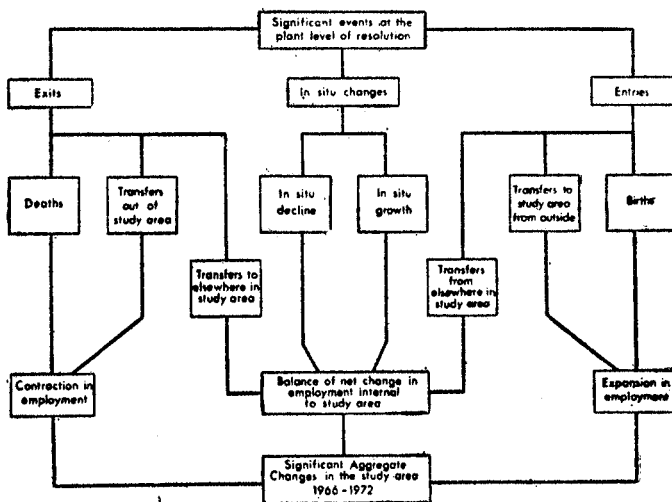 Significant events at the
plant level of resolution
Exits
In situ changes
Entries
Deaths
Transfers
out of
study area
In situ
decline
In situ
growth
Transfers to
study area
from outside
Births
Transfers to
elsewhere in
study area
Transfers
from
elsewhere in
study area
Contraction in
employment
Balance of net change in
employment internal
to study area
Expansion in
employment
Significant Aggregate
Changes in the study area
1966-1972